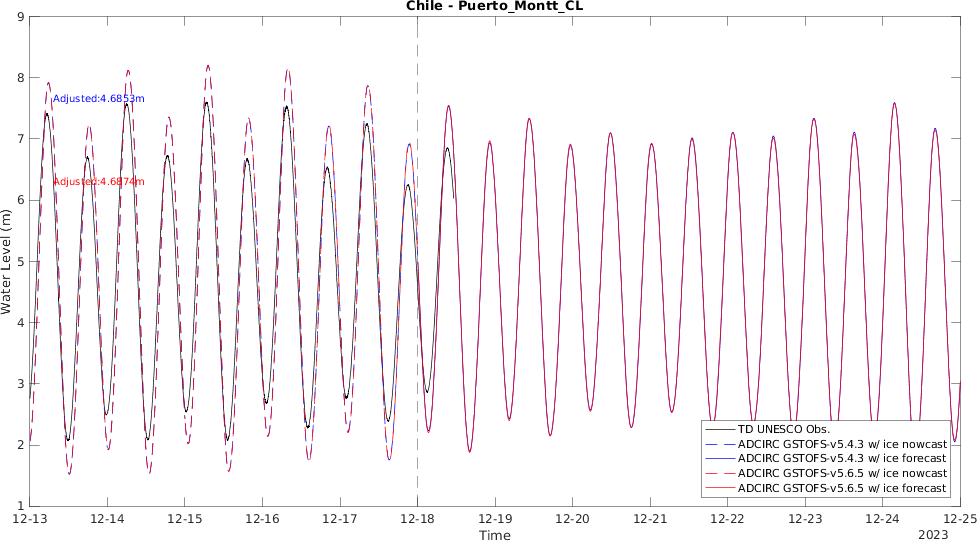 Chile - Puerto_Montt_CL
9
8
7
6
5
4
3
2
1
Water Level (m)
Adjusted:4.6853m
Adjusted:4.6874m
TD UNESCO Obs.
ADCIRC GSTOFS-v5.4.3 w/ ice nowcast
ADCIRC GSTOFS-v5.4.3 w/ ice forecast
ADCIRC GSTOFS-v5.6.5 w/ ice nowcast
ADCIRC GSTOFS-v5.6.5 w/ ice forecast
12-13 12-14 12-15 12-16 12-17 12-18 12-19 12-20 12-21 12-22 12-23 12-24 12-25
Time
2023